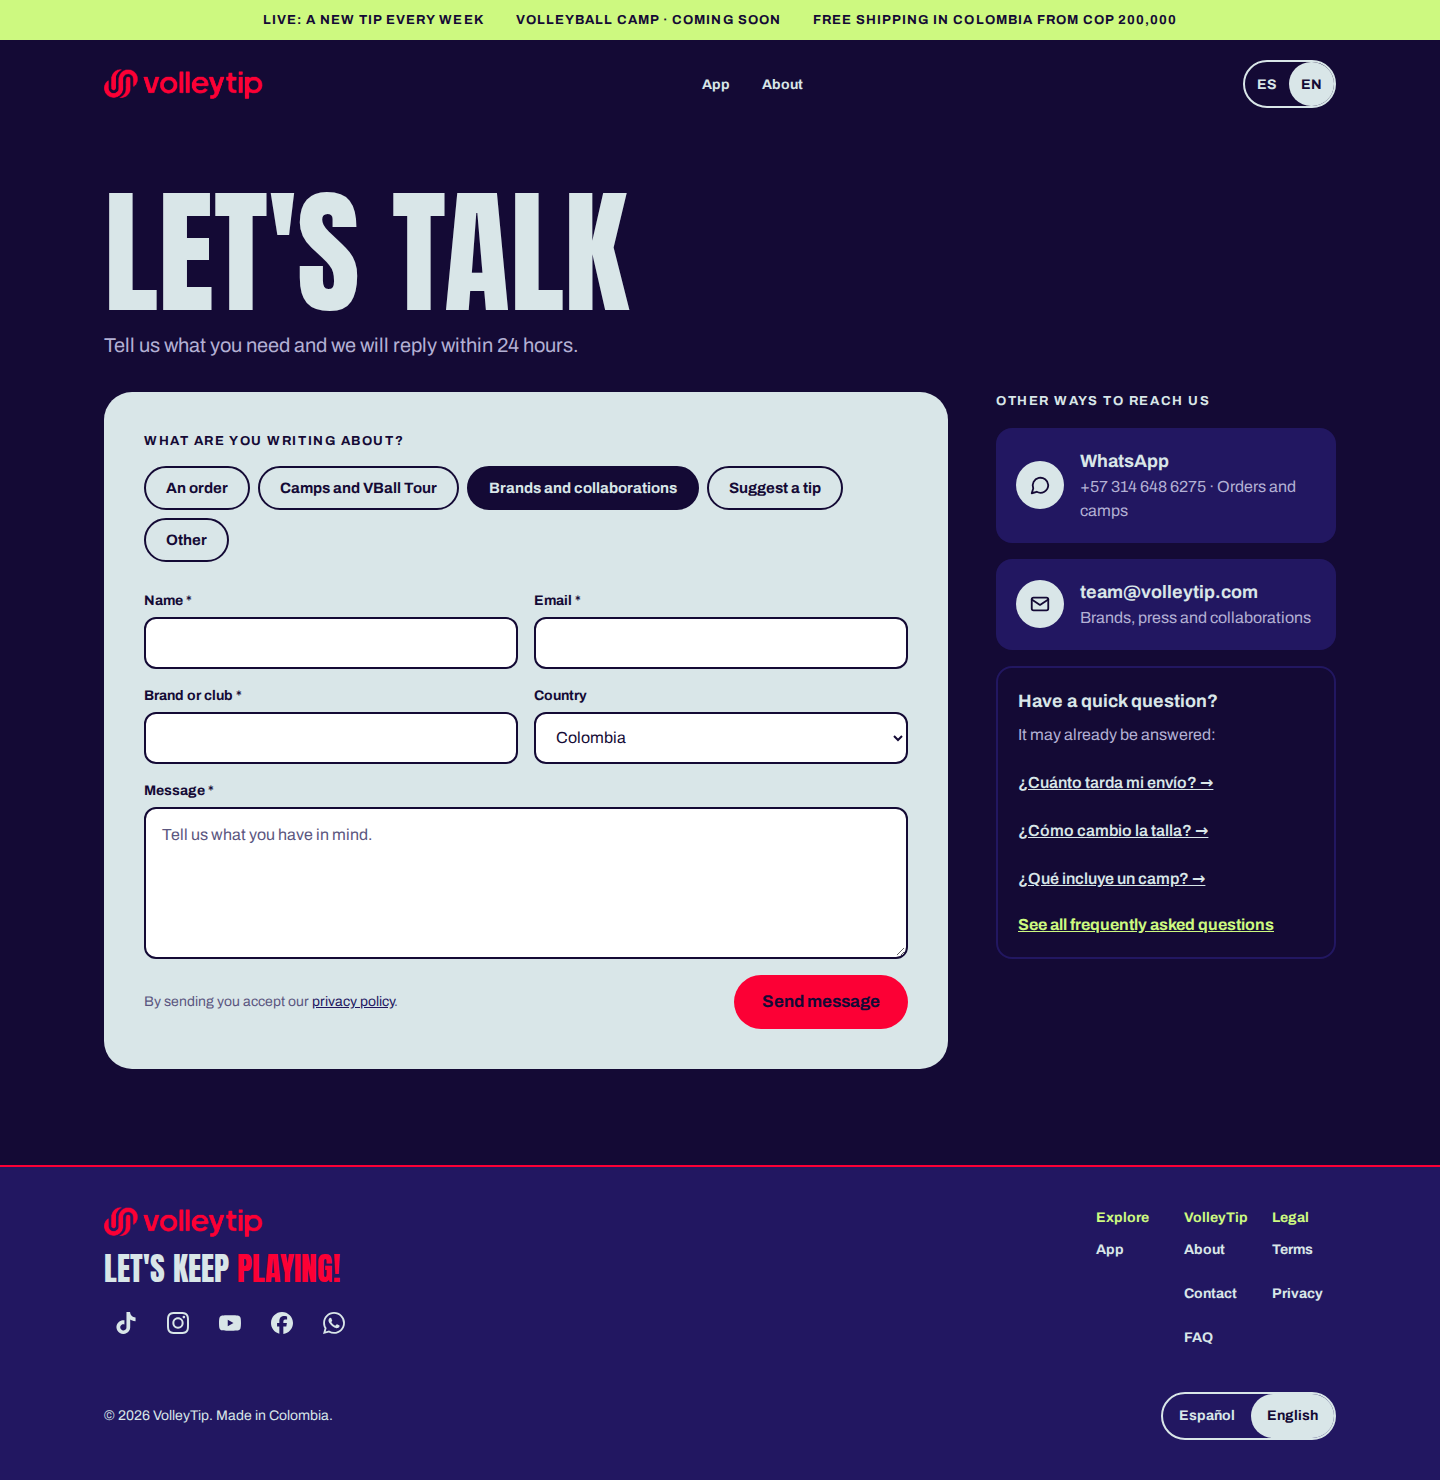 LIVE: A NEW TIP EVERY WEEK VOLLEYBALL CAMP · COMING SOON FREE SHIPPING IN COLOMBIA FROM COP 200,000
volleytip
App About
ES EN
LET'S TALK
Tell us what you need and we will reply within 24 hours.
WHAT ARE YOU WRITING ABOUT?
An order Camps and VBall Tour Brands and collaborations Suggest a tip
Other
Name * Email *
Brand or club * Country
Colombia
Message *
Tell us what you have in mind.
By sending you accept our privacy policy.
Send message
OTHER WAYS TO REACH US
WhatsApp
+57 314 648 6275 · Orders and
camps
team@volleytip.com
Brands, press and collaborations
Have a quick question?
It may already be answered:
¿Cuánto tarda mi envío? →
¿Cómo cambio la talla? →
¿Qué incluye un camp? →
See all frequently asked questions
volleytip
LET'S KEEP PLAYING!
Explore VolleyTip Legal
App About Terms
Contact Privacy
FAQ
© 2026 VolleyTip. Made in Colombia.
Español English